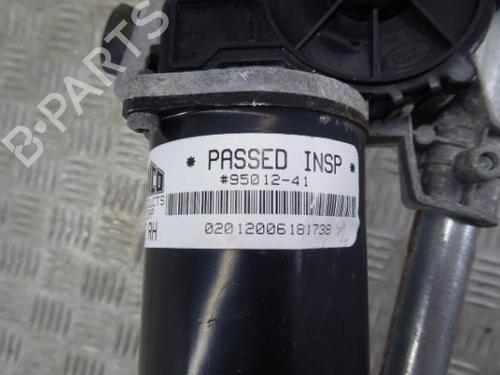 B-PARTS
* PASSED INSP *
#95012-41
02012006181738
RH